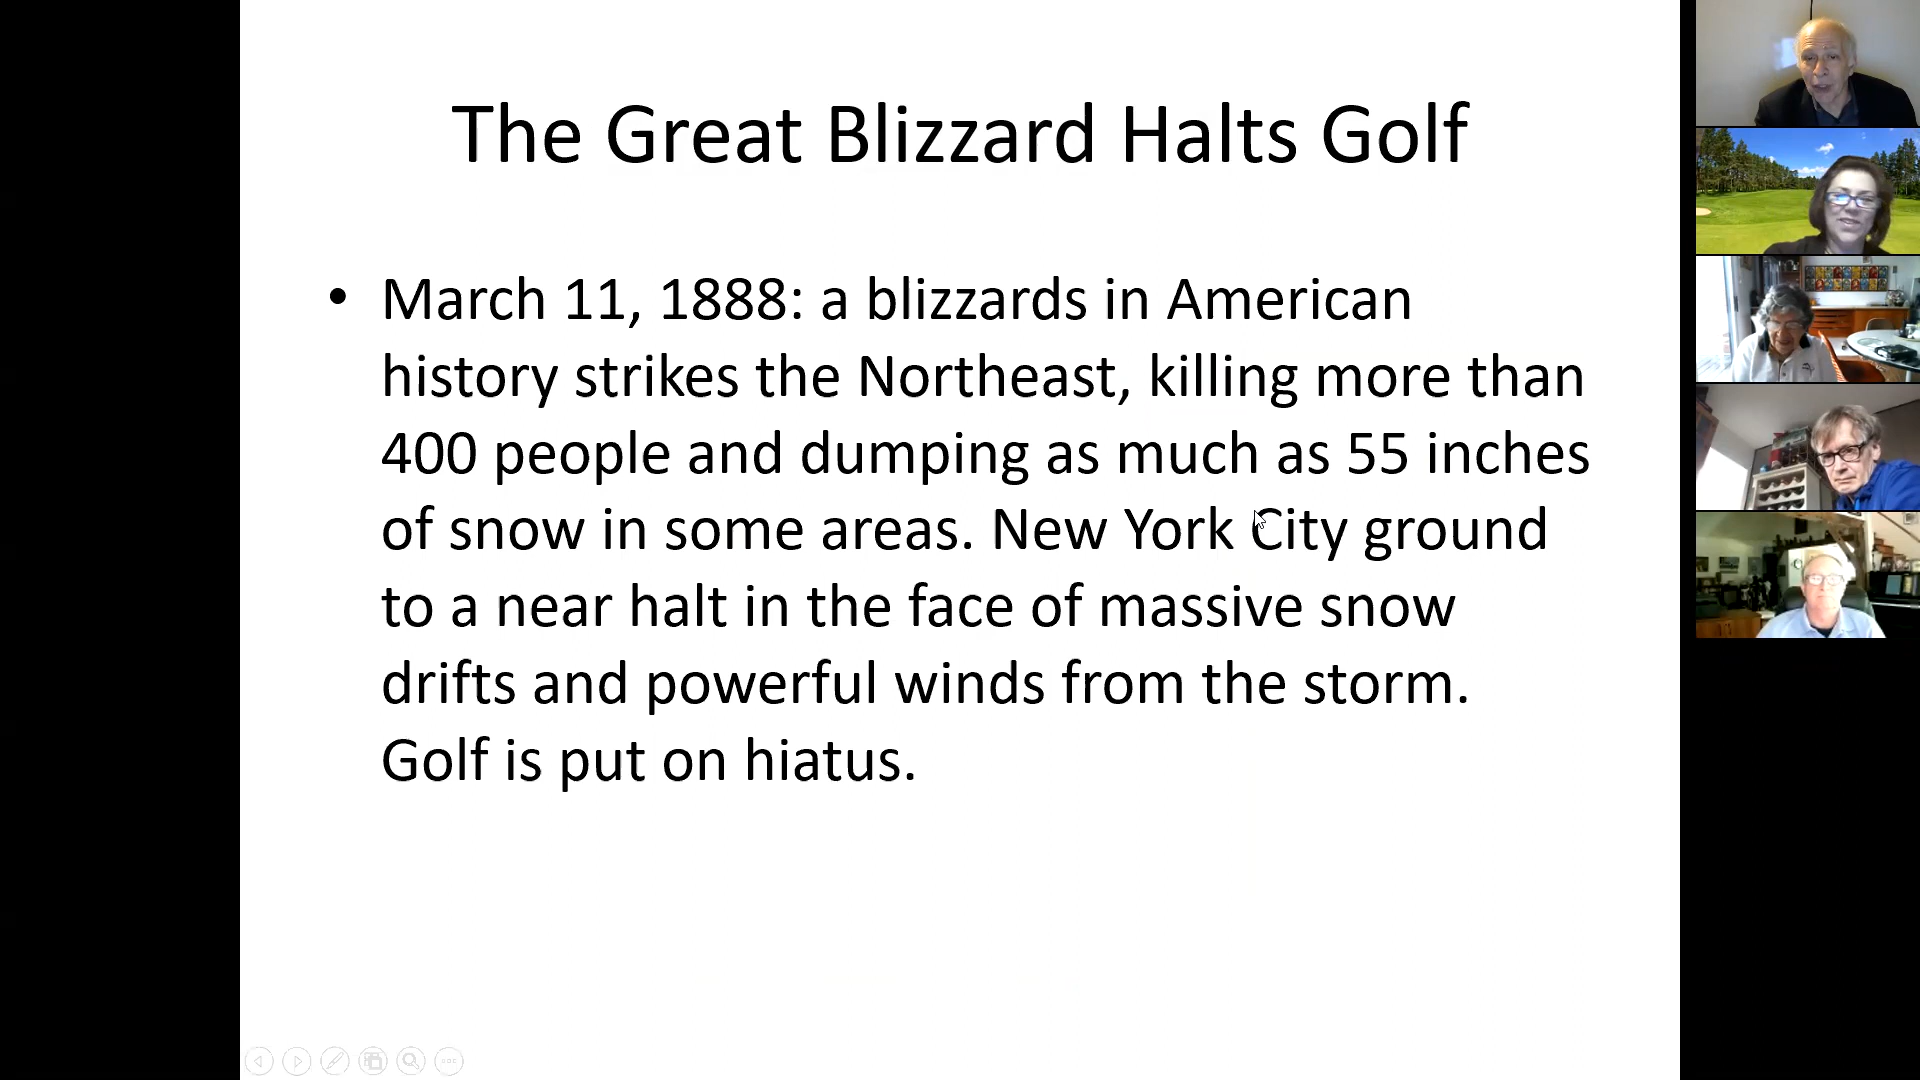 The Great Blizzard Halts Golf
• March 11, 1888: a blizzards in American
history strikes the Northeast, killing more than
400 people and dumping as much as 55 inches
of snow in some areas. New York City ground
to a near halt in the face of massive snow
drifts and powerful winds from the storm.
Golf is put on hiatus.